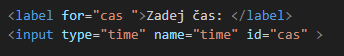 <label for="cas ">Zadej čas: </label>
<input type="time" name="time" id="cas" >